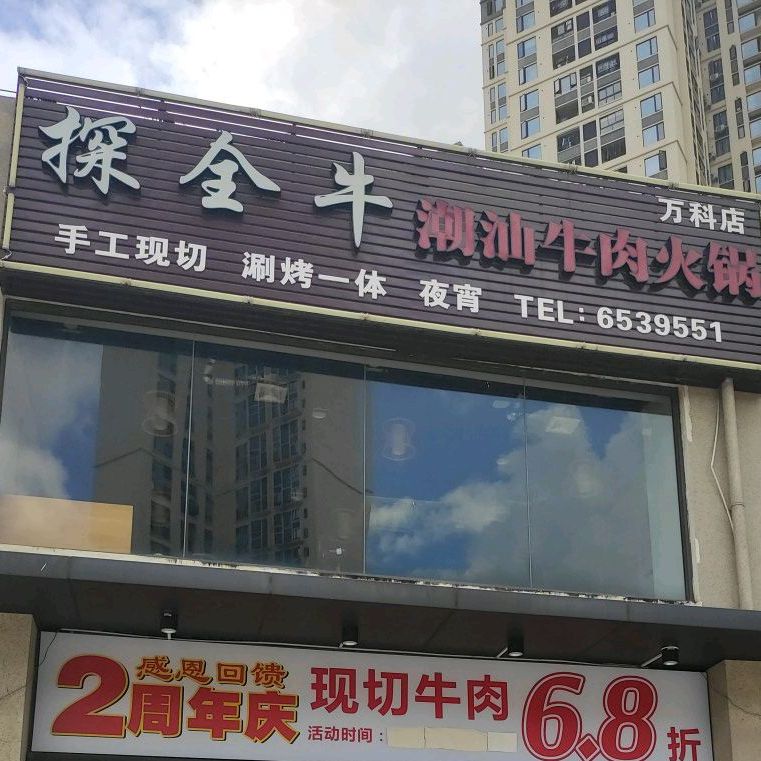 探全牛 潮汕牛肉火锅 万科店
手工现切 涮烤一体 夜宵 TEL: 6539551
感恩回馈
2周年庆 现切牛肉 6.8折
活动时间: